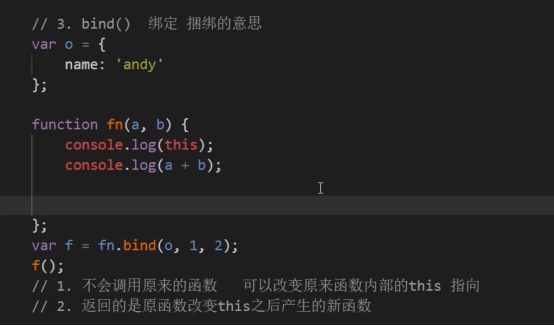 // 3. bind() 绑定 捆绑的意思
var o = {
    name: 'andy'
};
function fn(a, b) {
    console.log(this);
    console.log(a + b);
};
var f = fn.bind(o, 1, 2);
f();
// 1. 不会调用原来的函数 可以改变原来函数内部的this 指向
// 2. 返回的是原函数改变this之后产生的新函数